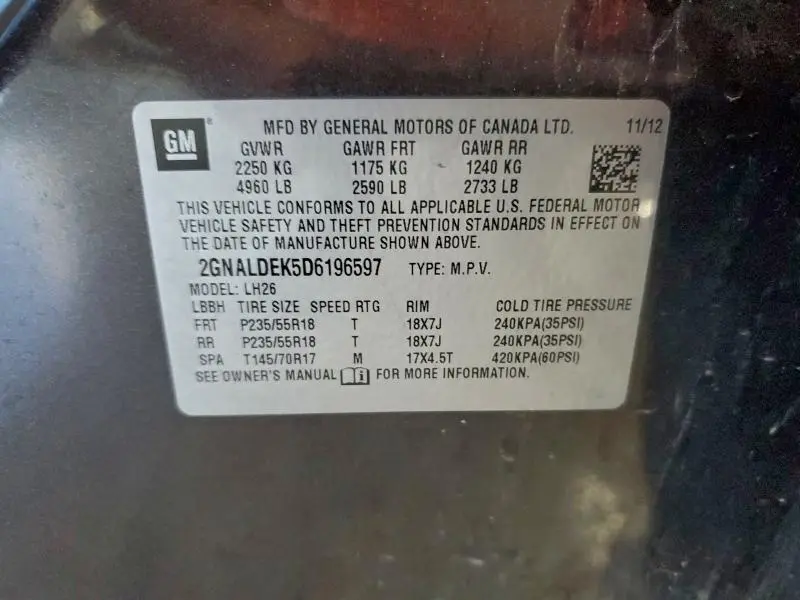 GM ®
MFD BY GENERAL MOTORS OF CANADA LTD. 11/12
GVWR GAWR FRT GAWR RR
2250 KG 1175 KG 1240 KG
4960 LB 2590 LB 2733 LB
THIS VEHICLE CONFORMS TO ALL APPLICABLE U.S. FEDERAL MOTOR
VEHICLE SAFETY AND THEFT PREVENTION STANDARDS IN EFFECT ON
THE DATE OF MANUFACTURE SHOWN ABOVE.
2GNALDEK5D6196597 TYPE: M.P.V.
MODEL: LH26
LBBH TIRE SIZE SPEED RTG RIM COLD TIRE PRESSURE
FRT P235/55R18 T 18X7J 240KPA(35PSI)
RR P235/55R18 T 18X7J 240KPA(35PSI)
SPA T145/70R17 M 17X4.5T 420KPA(60PSI)
SEE OWNER'S MANUAL i FOR MORE INFORMATION.